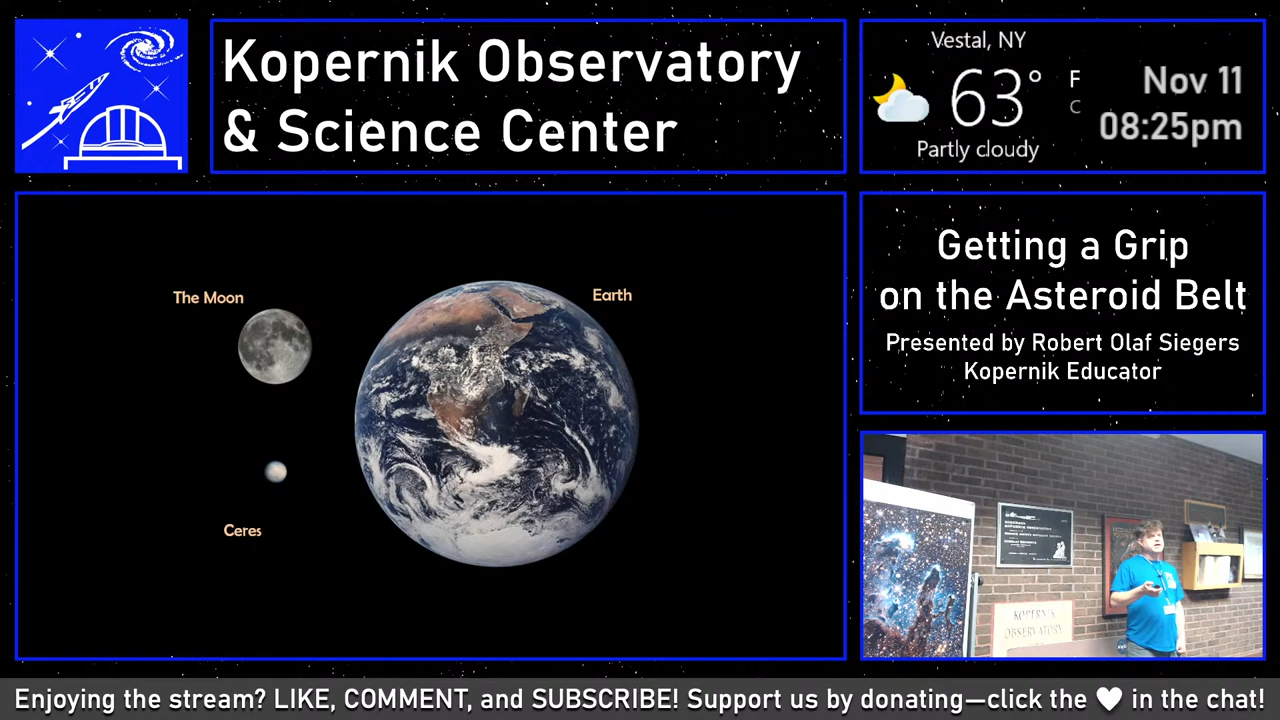 Kopernik Observatory
& Science Center
Vestal, NY
63°
F
C
Partly cloudy
Nov 11
08:25pm
The Moon
Earth
Ceres
Getting a Grip
on the Asteroid Belt
Presented by Robert Olaf Siegers
Kopernik Educator
KOPERNIK
OBSERVATORY
Enjoying the stream? LIKE, COMMENT, and SUBSCRIBE! Support us by donating—click the ♥ in the chat!